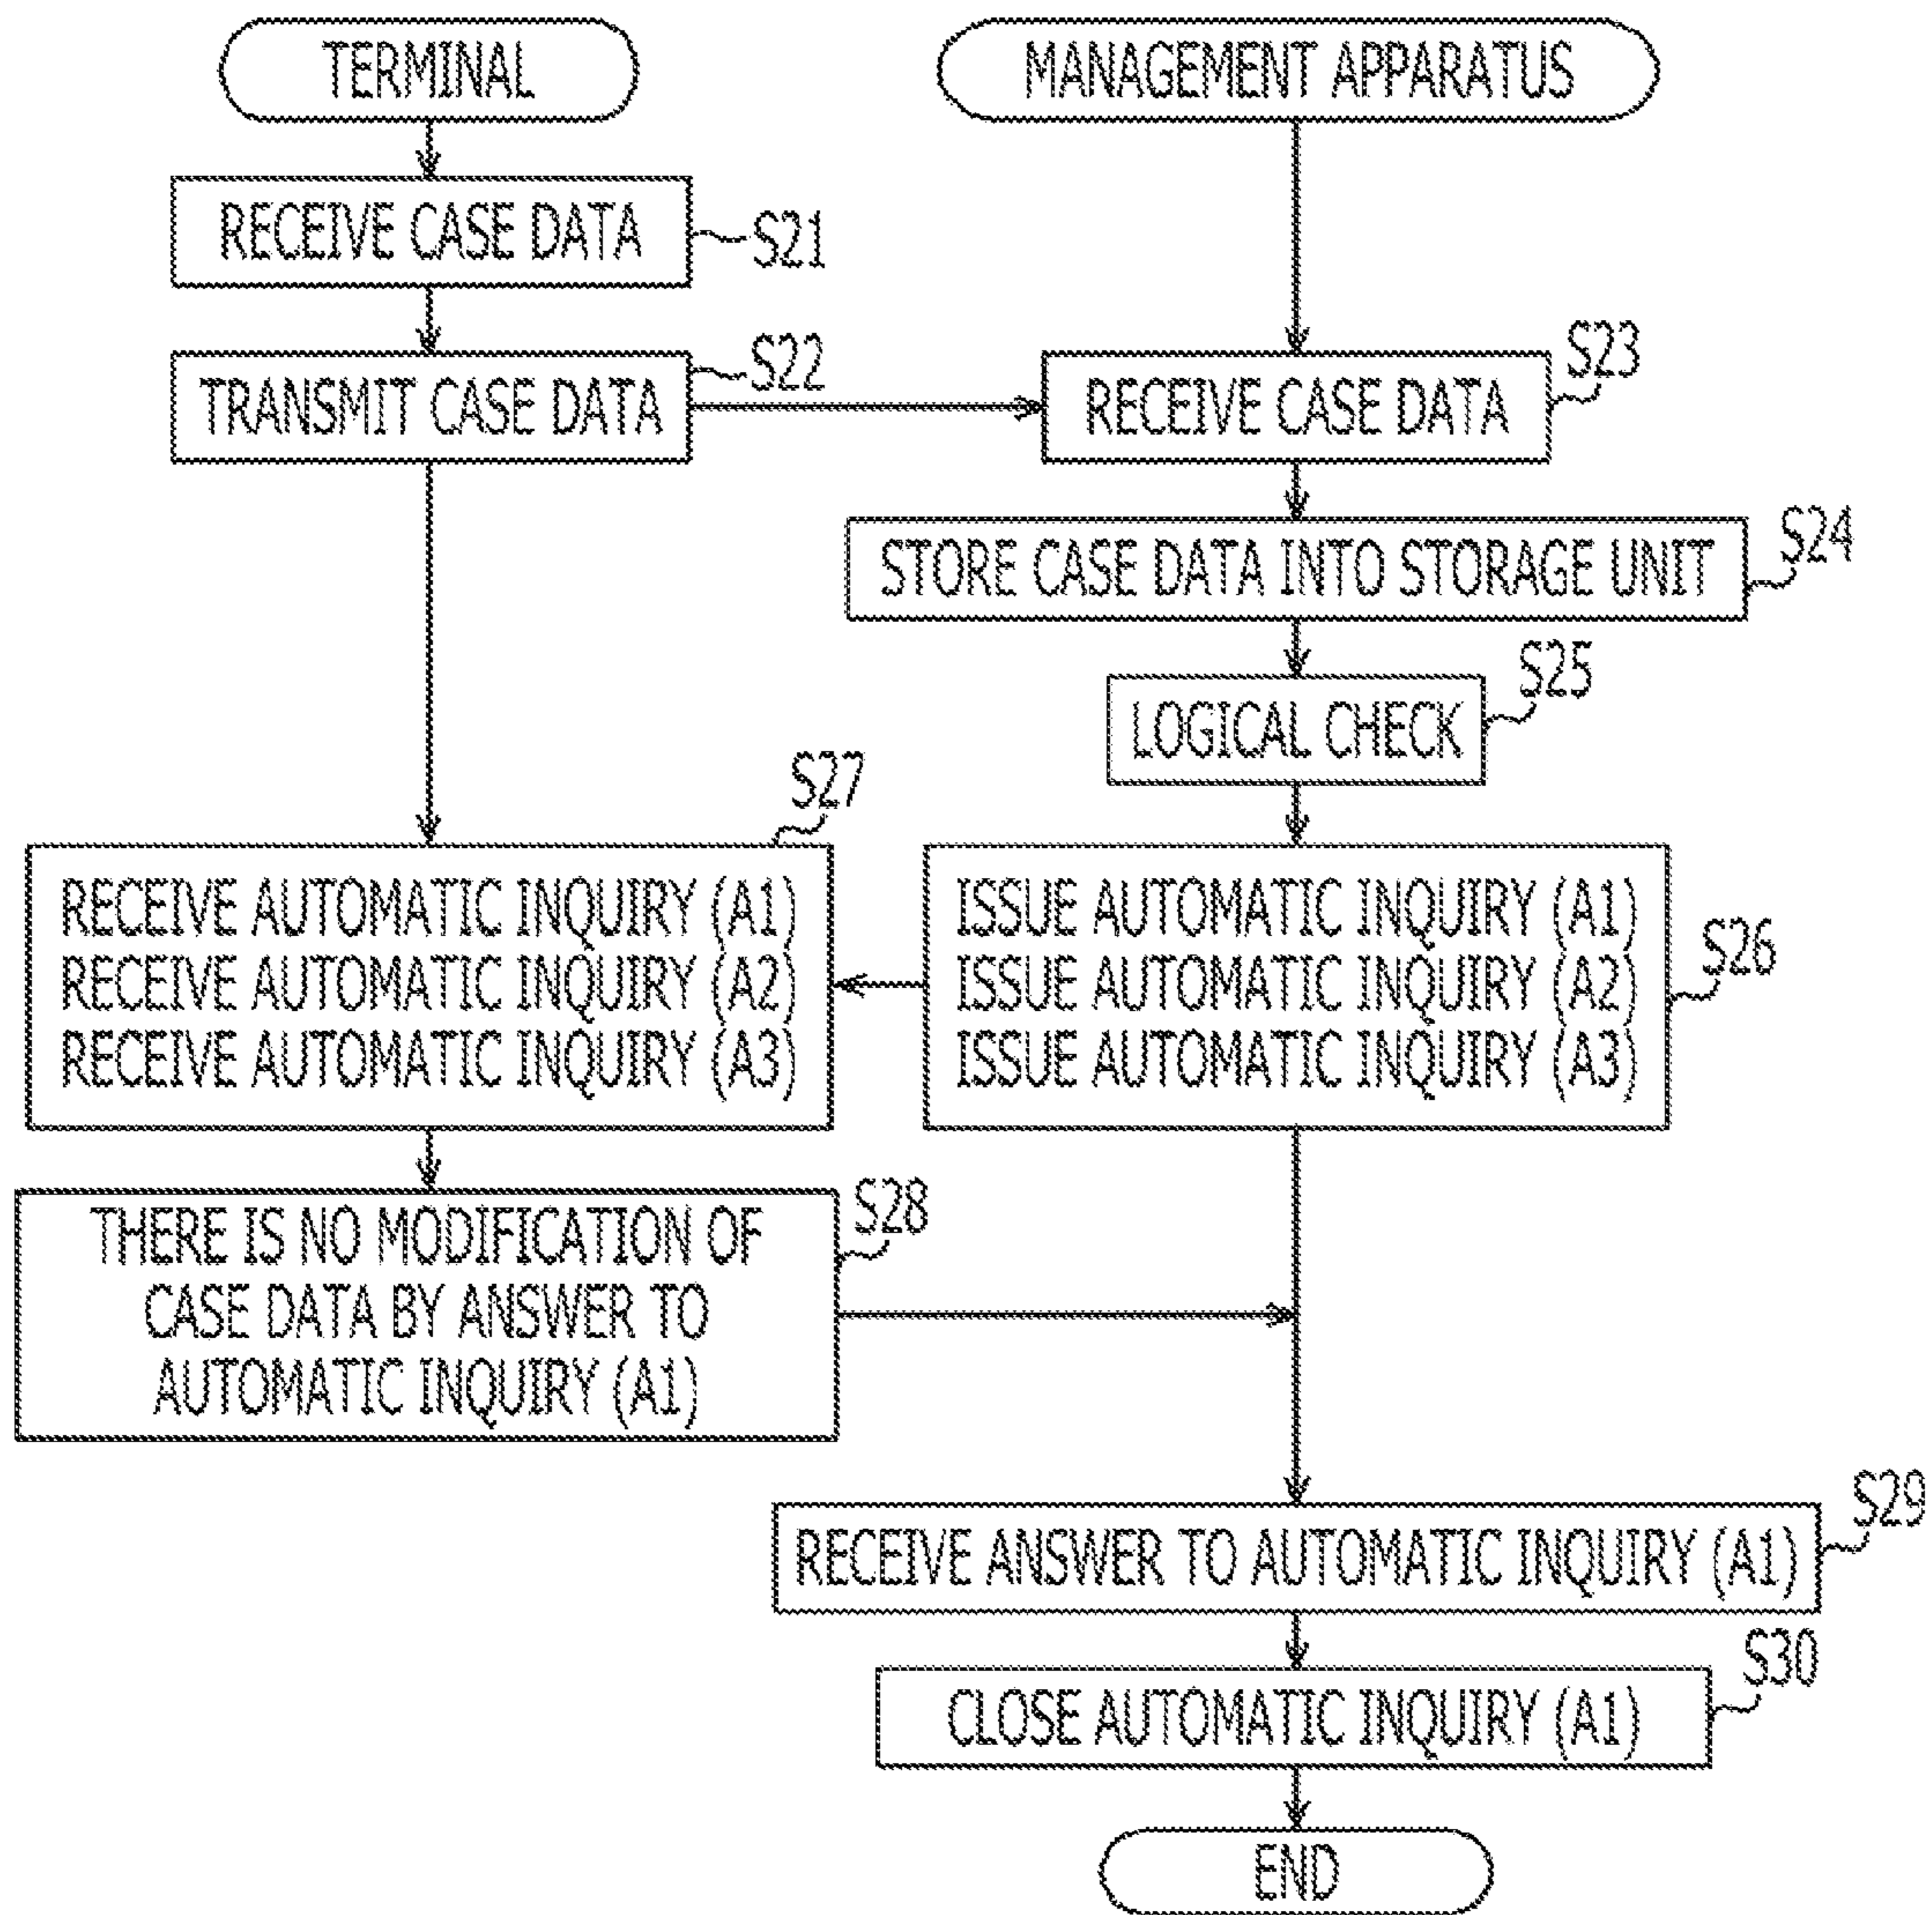 TERMINAL
MANAGEMENT APPARATUS
RECEIVE CASE DATA
S21
TRANSMIT CASE DATA
S22
RECEIVE CASE DATA
S23
STORE CASE DATA INTO STORAGE UNIT
S24
LOGICAL CHECK
S25
S27
RECEIVE AUTOMATIC INQUIRY (A1)
RECEIVE AUTOMATIC INQUIRY (A2)
RECEIVE AUTOMATIC INQUIRY (A3)
ISSUE AUTOMATIC INQUIRY (A1)
ISSUE AUTOMATIC INQUIRY (A2)
ISSUE AUTOMATIC INQUIRY (A3)
S26
THERE IS NO MODIFICATION OF
CASE DATA BY ANSWER TO
AUTOMATIC INQUIRY (A1)
S28
RECEIVE ANSWER TO AUTOMATIC INQUIRY (A1)
S29
CLOSE AUTOMATIC INQUIRY (A1)
S30
END